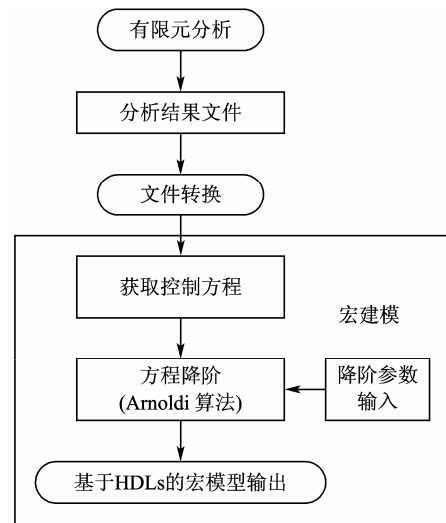 有限元分析
分析结果文件
文件转换
获取控制方程
宏建模
方程降阶
(Arnoldi 算法)
降阶参数
输入
基于HDLs的宏模型输出